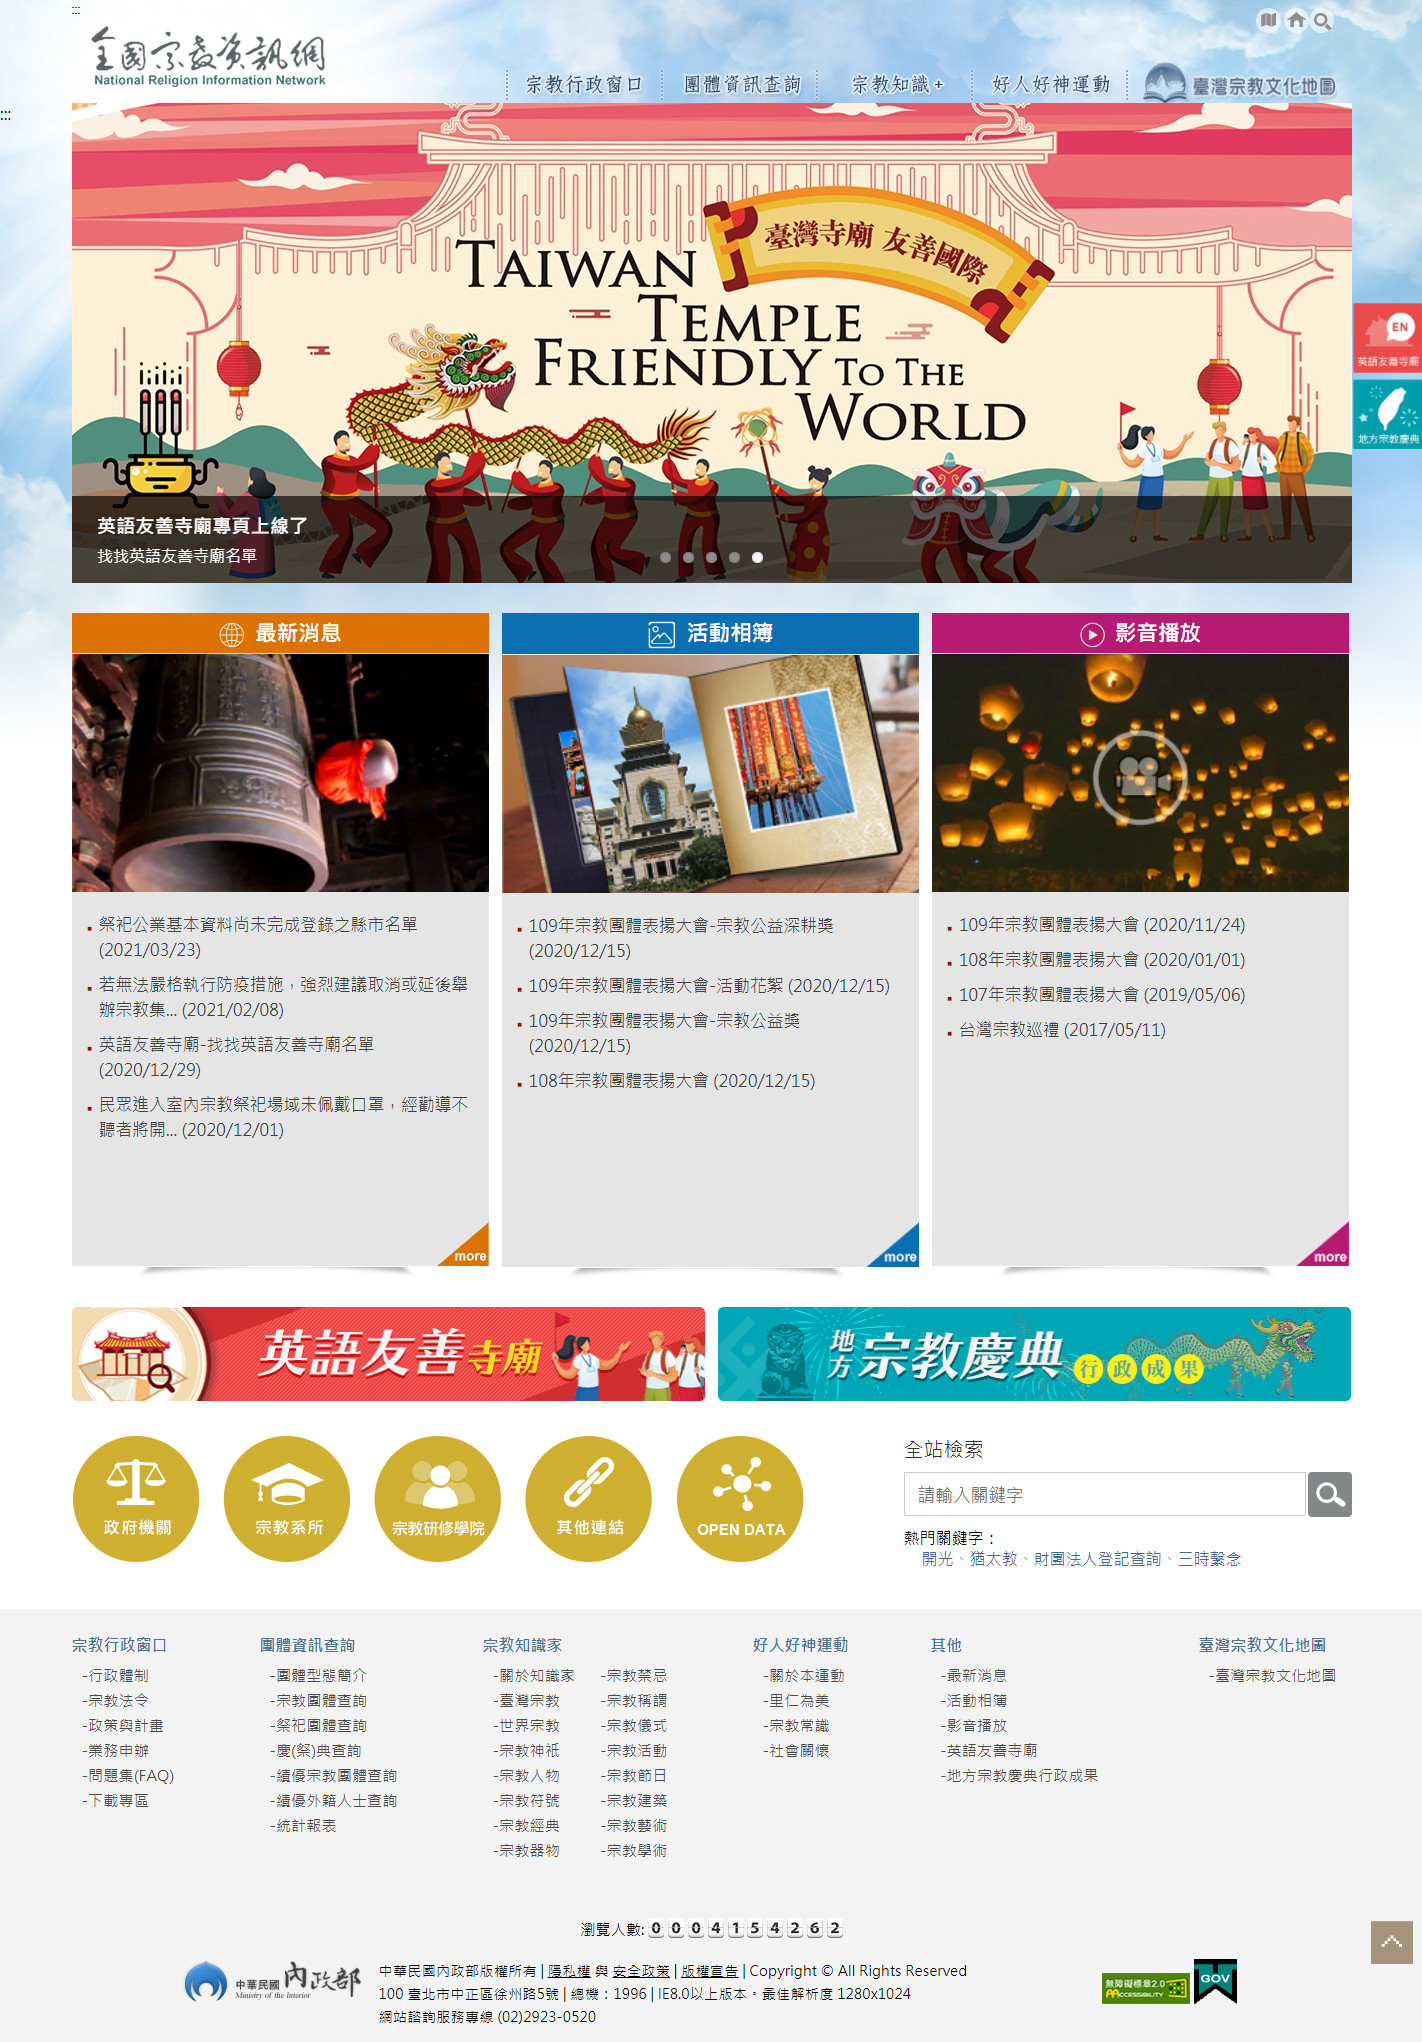 :::
全國宗教資訊網
National Religion Information Network
宗教行政窗口
團體資訊查詢
宗教知識+
好人好神運動
臺灣宗教文化地圖
:::
臺灣寺廟 友善國際
TAIWAN
TEMPLE
FRIENDLY TO THE
WORLD
EN
英語友善寺廟
地方宗教慶典
英語友善寺廟專頁上線了
找找英語友善寺廟名單
最新消息
祭祀公業基本資料尚未完成登錄之縣市名單
(2021/03/23)
若無法嚴格執行防疫措施，強烈建議取消或延後舉
辦宗教集... (2021/02/08)
英語友善寺廟-找找英語友善寺廟名單
(2020/12/29)
民眾進入室內宗教祭祀場域未佩戴口罩，經勸導不
聽者將開... (2020/12/01)
more
活動相簿
109年宗教團體表揚大會-宗教公益深耕獎
(2020/12/15)
109年宗教團體表揚大會-活動花絮 (2020/12/15)
109年宗教團體表揚大會-宗教公益獎
(2020/12/15)
108年宗教團體表揚大會 (2020/12/15)
more
影音播放
109年宗教團體表揚大會 (2020/11/24)
108年宗教團體表揚大會 (2020/01/01)
107年宗教團體表揚大會 (2019/05/06)
台灣宗教巡禮 (2017/05/11)
more
英語友善寺廟
地方宗教慶典行政成果
政府機關
宗教系所
宗教研修學院
其他連結
OPEN DATA
全站檢索
請輸入關鍵字
熱門關鍵字：
開光、猶太教、財團法人登記查詢、三時繫念
宗教行政窗口
-行政體制
-宗教法令
-政策與計畫
-業務申辦
-問題集(FAQ)
-下載專區
團體資訊查詢
-團體型態簡介
-宗教團體查詢
-祭祀團體查詢
-慶(祭)典查詢
-績優宗教團體查詢
-績優外籍人士查詢
-統計報表
宗教知識家
-關於知識家
-臺灣宗教
-世界宗教
-宗教神祇
-宗教人物
-宗教符號
-宗教經典
-宗教器物
-宗教禁忌
-宗教稱謂
-宗教儀式
-宗教活動
-宗教節日
-宗教建築
-宗教藝術
-宗教學術
好人好神運動
-關於本運動
-里仁為美
-宗教常識
-社會關懷
其他
-最新消息
-活動相簿
-影音播放
-英語友善寺廟
-地方宗教慶典行政成果
臺灣宗教文化地圖
-臺灣宗教文化地圖
瀏覽人數: 0004154262
中華民國 內政部
Ministry of the Interior
中華民國內政部版權所有 | 隱私權 與 安全政策 | 版權宣告 | Copyright © All Rights Reserved
100 臺北市中正區徐州路5號 | 總機：1996 | IE8.0以上版本。最佳解析度 1280x1024
網站諮詢服務專線 (02)2923-0520
無障礙標章2.0
AACCESSIBILITY
GOV